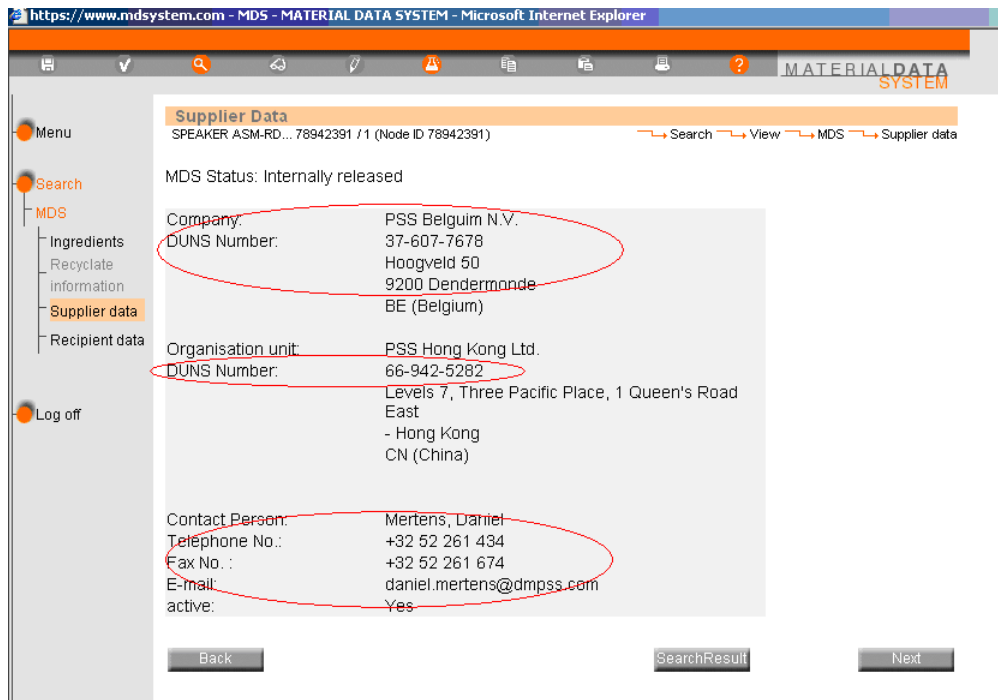 https://www.mdsystem.com - MDS - MATERIAL DATA SYSTEM - Microsoft Internet Explorer
?
MATERIALDATA
SYSTEM
Menu
Search
MDS
Ingredients
Recyclate
information
Supplier data
Recipient data
Log off
Supplier Data
SPEAKER ASM-RD... 78942391 / 1 (Node ID 78942391)
Search View MDS Supplier data
MDS Status: Internally released
Company: PSS Belguim N.V.
DUNS Number: 37-607-7678
Hoogveld 50
9200 Dendermonde
BE (Belgium)
Organisation unit: PSS Hong Kong Ltd.
DUNS Number: 66-942-5282
Levels 7, Three Pacific Place, 1 Queen's Road
East
- Hong Kong
CN (China)
Contact Person: Mertens, Daniel
Telephone No.: +32 52 261 434
Fax No. : +32 52 261 674
E-mail: daniel.mertens@dmpss.com
active: Yes
Back SearchResult Next